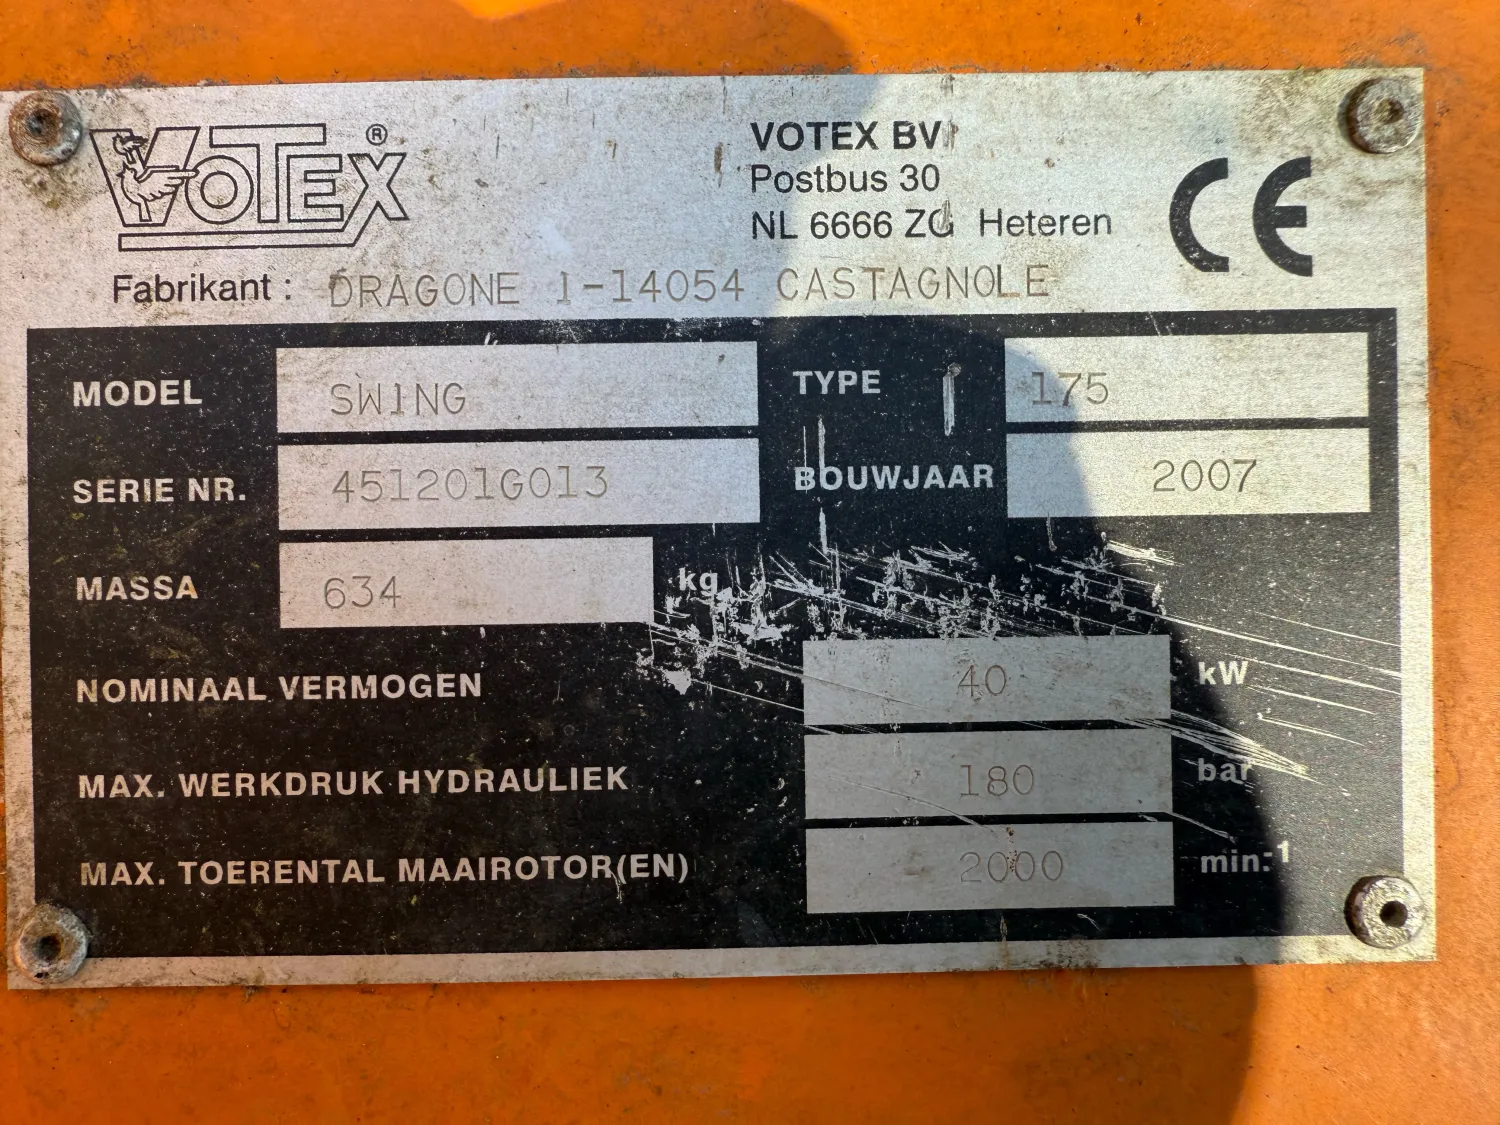 VOTEX ®
VOTEX BV
Postbus 30
NL 6666 ZG Heteren
CE
Fabrikant : DRAGONE 1-14054 CASTAGNOLE
MODEL SW1NG TYPE 175
SERIE NR. 451201G013 BOUWJAAR 2007
MASSA 634 kg
NOMINAAL VERMOGEN 40 kW
MAX. WERKDRUK HYDRAULIEK 180 bar
MAX. TOERENTAL MAAIROTOR(EN) 2000 min.-1